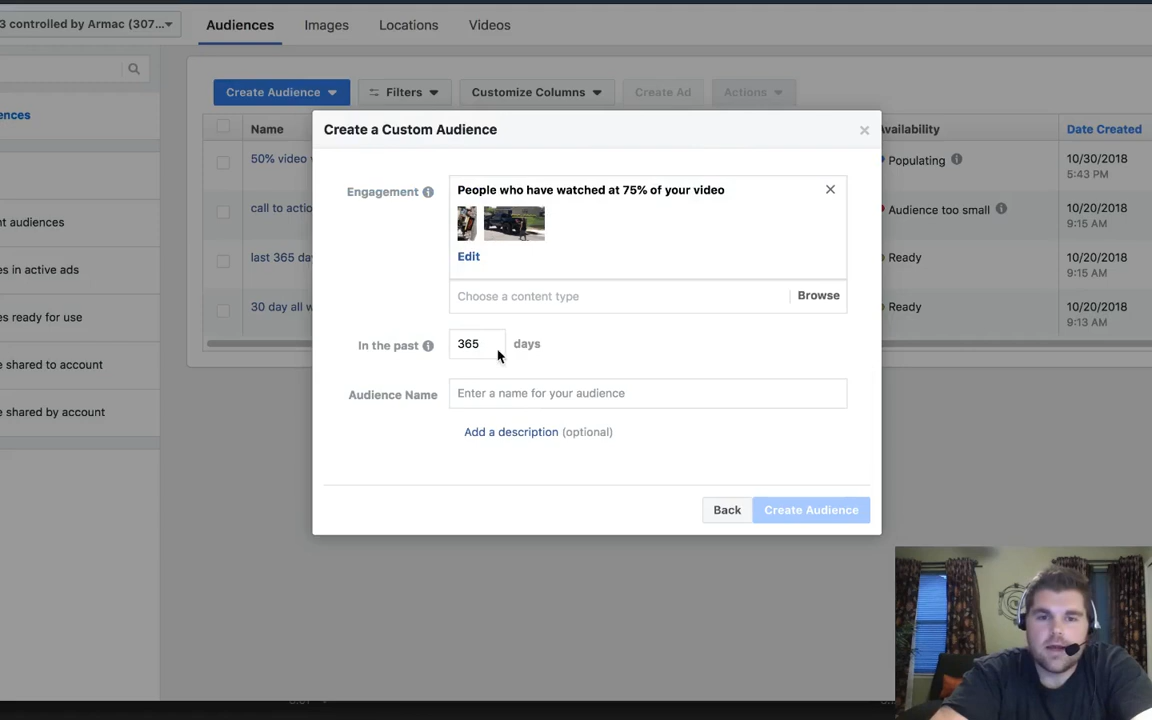 3 controlled by Armac (307...
Audiences
Images
Locations
Videos
Create Audience
Filters
Customize Columns
Create Ad
Actions
ences
Name
Availability
Date Created
Create a Custom Audience
50% video
Populating
10/30/2018
5:43 PM
Engagement
People who have watched at 75% of your video
Edit
call to actio
Audience too small
10/20/2018
9:15 AM
nt audiences
last 365 da
Ready
10/20/2018
9:15 AM
es in active ads
Choose a content type
Browse
30 day all w
Ready
10/20/2018
9:13 AM
es ready for use
In the past
365
days
e shared to account
Audience Name
Enter a name for your audience
e shared by account
Add a description (optional)
Back
Create Audience